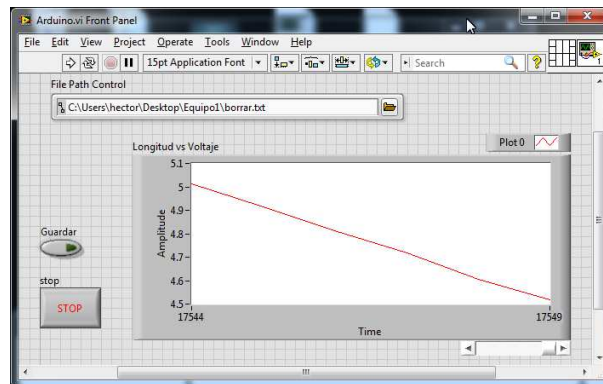 Arduino.vi Front Panel
File Edit View Project Operate Tools Window Help
15pt Application Font Search
1
File Path Control
C:\Users\hector\Desktop\Equipo1\borrar.txt
Longitud vs Voltaje
Plot 0
5.1
5
4.9
4.8
4.7
4.6
4.5
Amplitude
17544
17549
Time
Guardar
stop
STOP